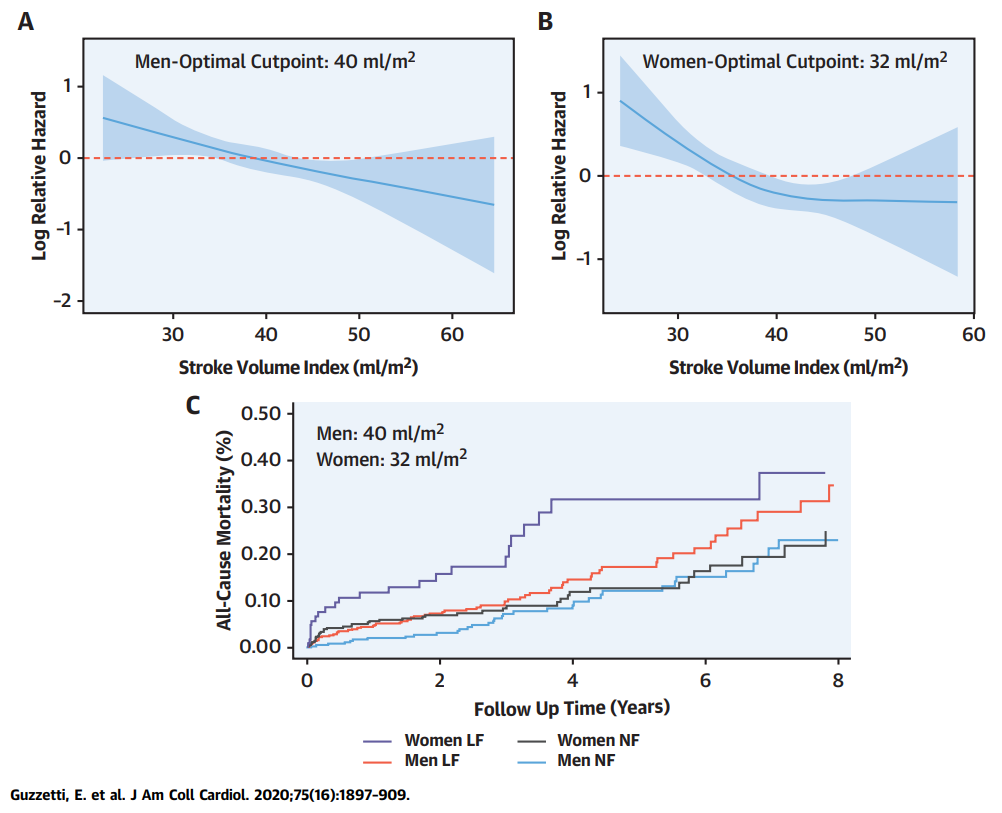 A
Men-Optimal Cutpoint: 40 ml/m²
Log Relative Hazard
1
0
–1
–2
30
40
50
60
Stroke Volume Index (ml/m²)
B
Women-Optimal Cutpoint: 32 ml/m²
Log Relative Hazard
1
0
–1
30
40
50
60
Stroke Volume Index (ml/m²)
C
Men: 40 ml/m²
Women: 32 ml/m²
All-Cause Mortality (%)
0.50
0.40
0.30
0.20
0.10
0.00
0
2
4
6
8
Follow Up Time (Years)
Women LF
Women NF
Men LF
Men NF
Guzzetti, E. et al. J Am Coll Cardiol. 2020;75(16):1897–909.